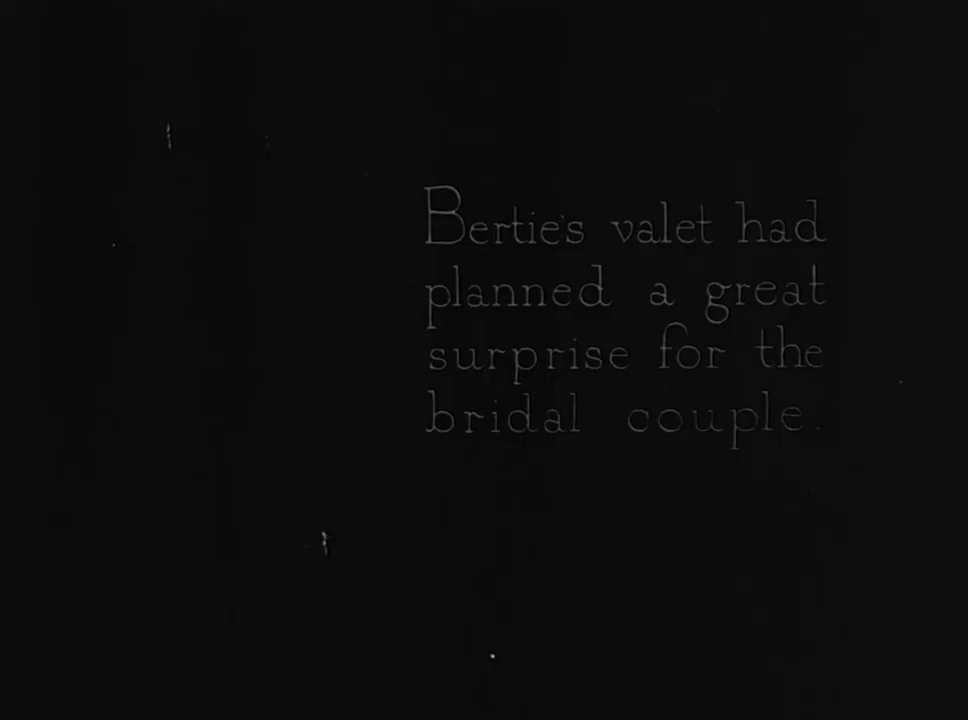 Bertie's valet had
planned a great
surprise for the
bridal couple.